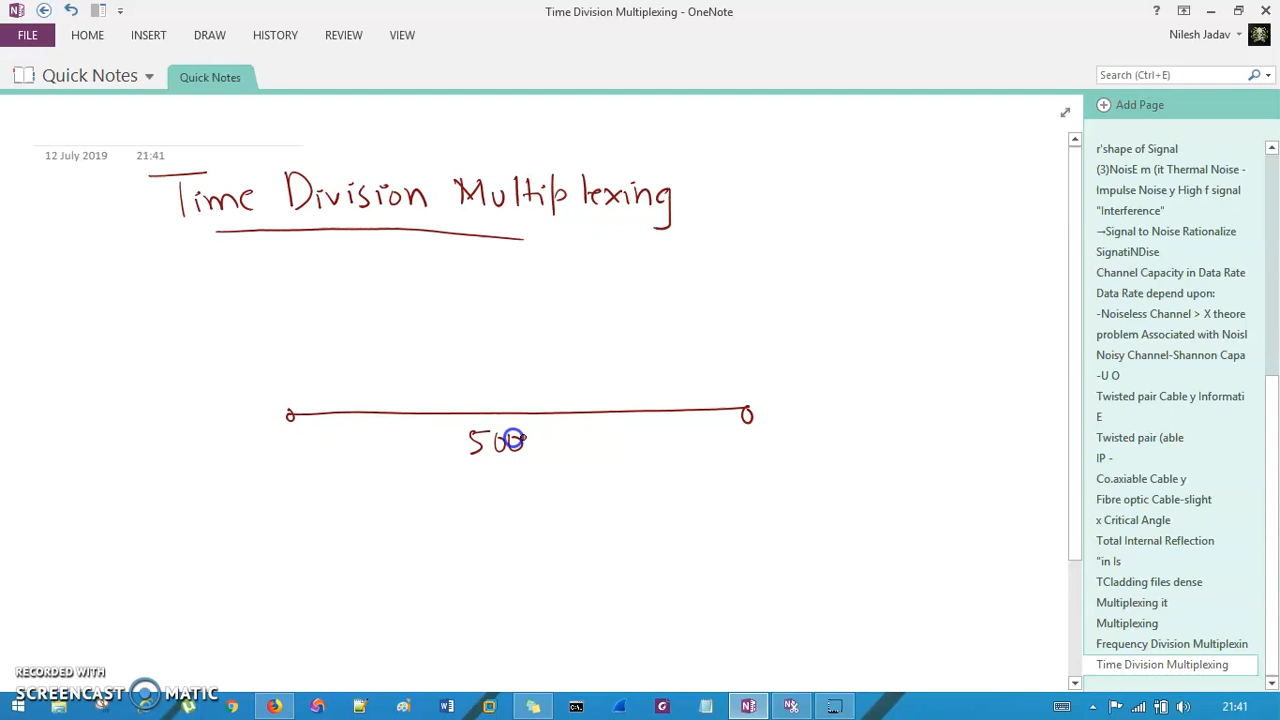 Time Division Multiplexing - OneNote
?
FILE
HOME
INSERT
DRAW
HISTORY
REVIEW
VIEW
Nilesh Jadav
Quick Notes
Quick Notes
Search (Ctrl+E)
Add Page
12 July 2019 21:41
Time Division Multiplexing
500
r'shape of Signal
(3)NoisE m (it Thermal Noise -
Impulse Noise y High f signal
"Interference"
→Signal to Noise Rationalize
SignatiNDise
Channel Capacity in Data Rate
Data Rate depend upon:
-Noiseless Channel > X theore
problem Associated with Noisl
Noisy Channel-Shannon Capa
-U O
Twisted pair Cable y Informati
E
Twisted pair (able
IP -
Co.axiable Cable y
Fibre optic Cable-slight
x Critical Angle
Total Internal Reflection
"in ls
TCladding files dense
Multiplexing it
Multiplexing
Frequency Division Multiplexin
Time Division Multiplexing
RECORDED WITH
SCREENCAST MATIC
21:41